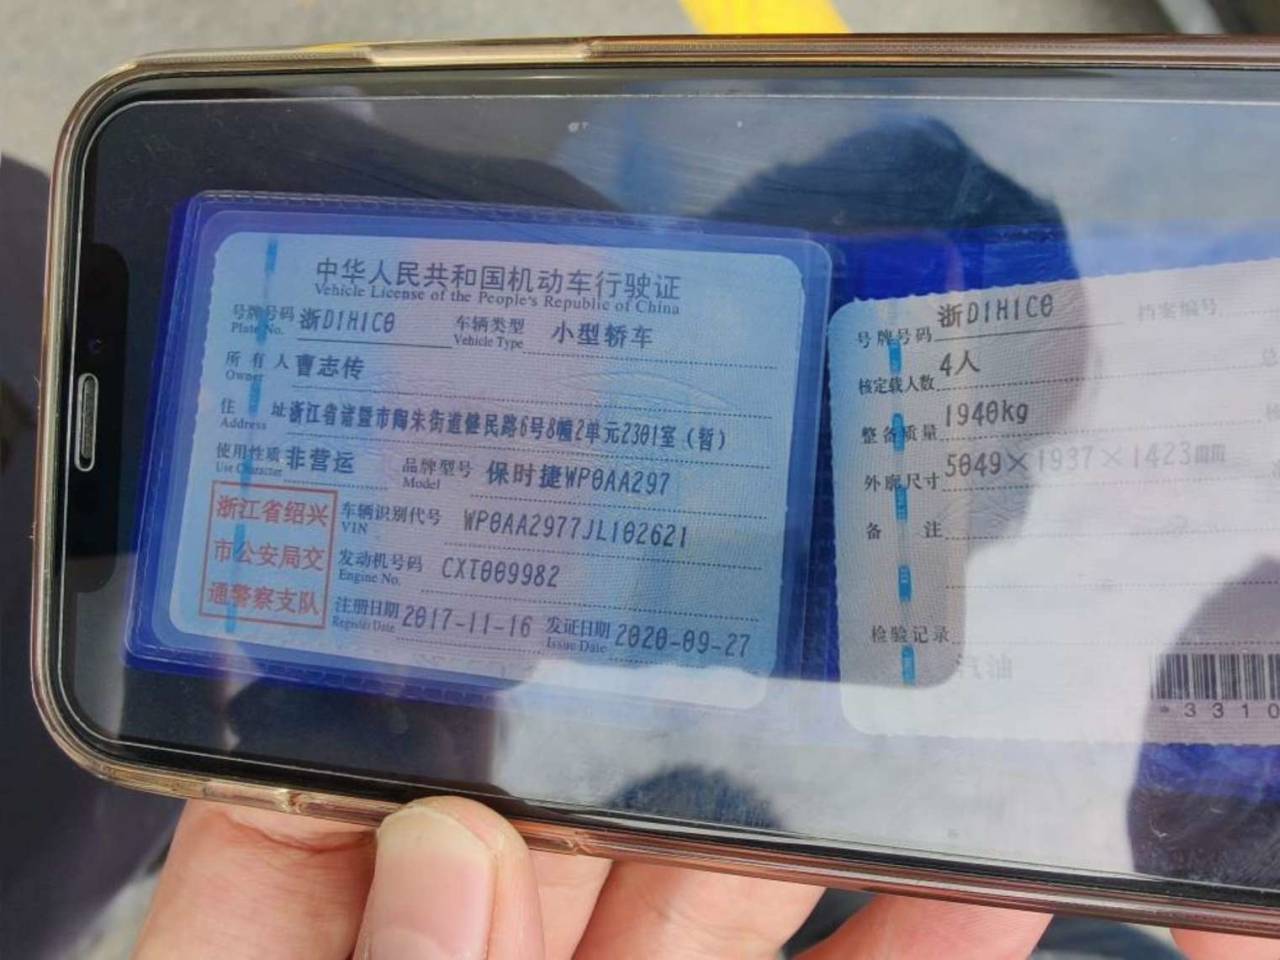 中华人民共和国机动车行驶证
Vehicle License of the People's Republic of China
号牌号码 浙D1H1C0 车辆类型 小型轿车
Plate No. Vehicle Type
所有人 曹志传
Owner
住址 浙江省诸暨市陶朱街道健民路6号8幢2单元2301室（暂）
Address
使用性质 非营运 品牌型号 保时捷WP0AA297
Use Character Model
浙江省绍兴
市公安局交
通警察支队
车辆识别代号 WP0AA2977JL102621
VIN
发动机号码 CXT009982
Engine No.
注册日期 2017-11-16 发证日期 2020-09-27
Register Date Issue Date
号牌号码 浙D1H1C0 档案编号
核定载人数 4人
整备质量 1940kg
外廓尺寸 5049×1937×1423mm
备注
检验记录
*3310